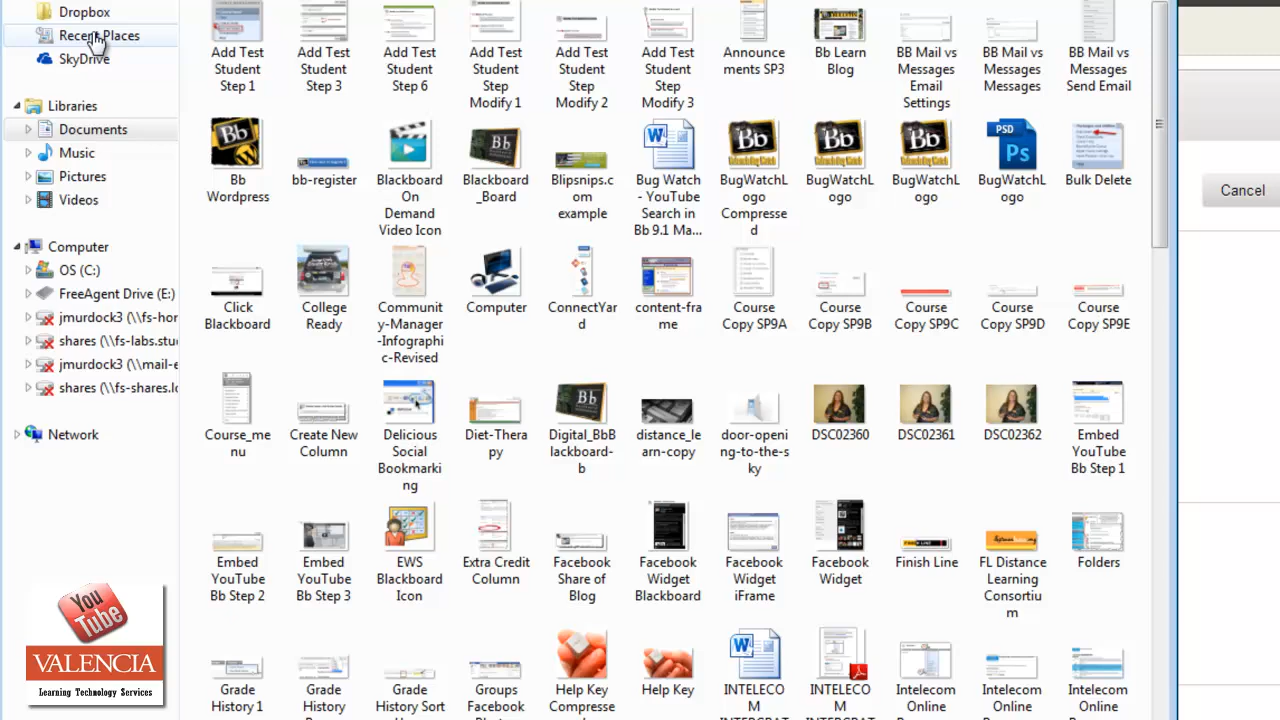 Dropbox
Recent Places
SkyDrive
Libraries
Documents
Music
Pictures
Videos
Computer
OS (C:)
FreeAgent Drive (E:)
jmurdock3 (\\fs-hor
shares (\\fs-labs.stu
jmurdock3 (\\mail-e
shares (\\fs-shares.lo
Network
You
Tube
VALENCIA
Learning Technology Services
Add Test
Student
Step 1
Add Test
Student
Step 3
Add Test
Student
Step 6
Add Test
Student
Step
Modify 1
Add Test
Student
Step
Modify 2
Add Test
Student
Step
Modify 3
Announce
ments SP3
Bb Learn
Blog
BB Mail vs
Messages
Email
Settings
BB Mail vs
Messages
Messages
BB Mail vs
Messages
Send Email
Bb
Bb
Wordpress
bb-register
Blackboard
On
Demand
Video Icon
Bb
Blackboard
_Board
Blipsnips.c
om
example
W
Bug Watch
- YouTube
Search in
Bb 9.1 Ma...
Bb
BugWatchL
ogo
Compresse
d
Bb
BugWatchL
ogo
Bb
BugWatchL
ogo
PSD
Ps
BugWatchL
ogo
Bulk Delete
Click
Blackboard
College
Ready
Communit
y-Manager
-Infographi
c-Revised
Computer
ConnectYar
d
content-fra
me
Course
Copy SP9A
Course
Copy SP9B
Course
Copy SP9C
Course
Copy SP9D
Course
Copy SP9E
Course_me
nu
Create New
Column
Delicious
Social
Bookmarki
ng
Diet-Thera
py
Bb
Digital_BbB
lackboard-
b
distance_le
arn-copy
door-openi
ng-to-the-s
ky
DSC02360
DSC02361
DSC02362
Embed
YouTube
Bb Step 1
Embed
YouTube
Bb Step 2
Embed
YouTube
Bb Step 3
EWS
Blackboard
Icon
Extra Credit
Column
Facebook
Share of
Blog
Facebook
Widget
Blackboard
Facebook
Widget
iFrame
Facebook
Widget
Finish Line
FL Distance
Learning
Consortiu
m
Folders
Grade
History 1
Grade
History
Grade
History Sort
Groups
Facebook
Help Key
Compresse
Help Key
W
INTELECO
M
INTELECO
M
Intelecom
Online
Intelecom
Online
Intelecom
Online
Cancel